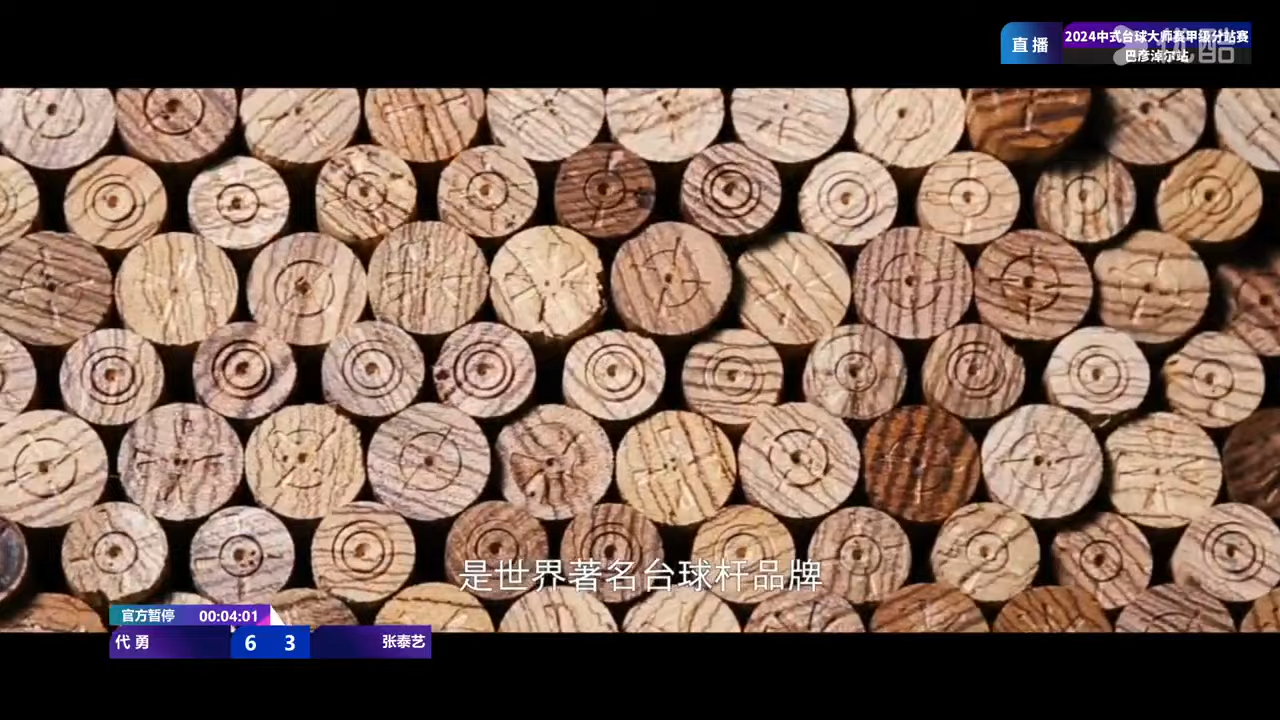 直播
2024中式台球大师赛甲级分站赛
优酷
巴彦淖尔站
是世界著名台球杆品牌
官方暂停 00:04:01
代勇 6 3 张泰艺